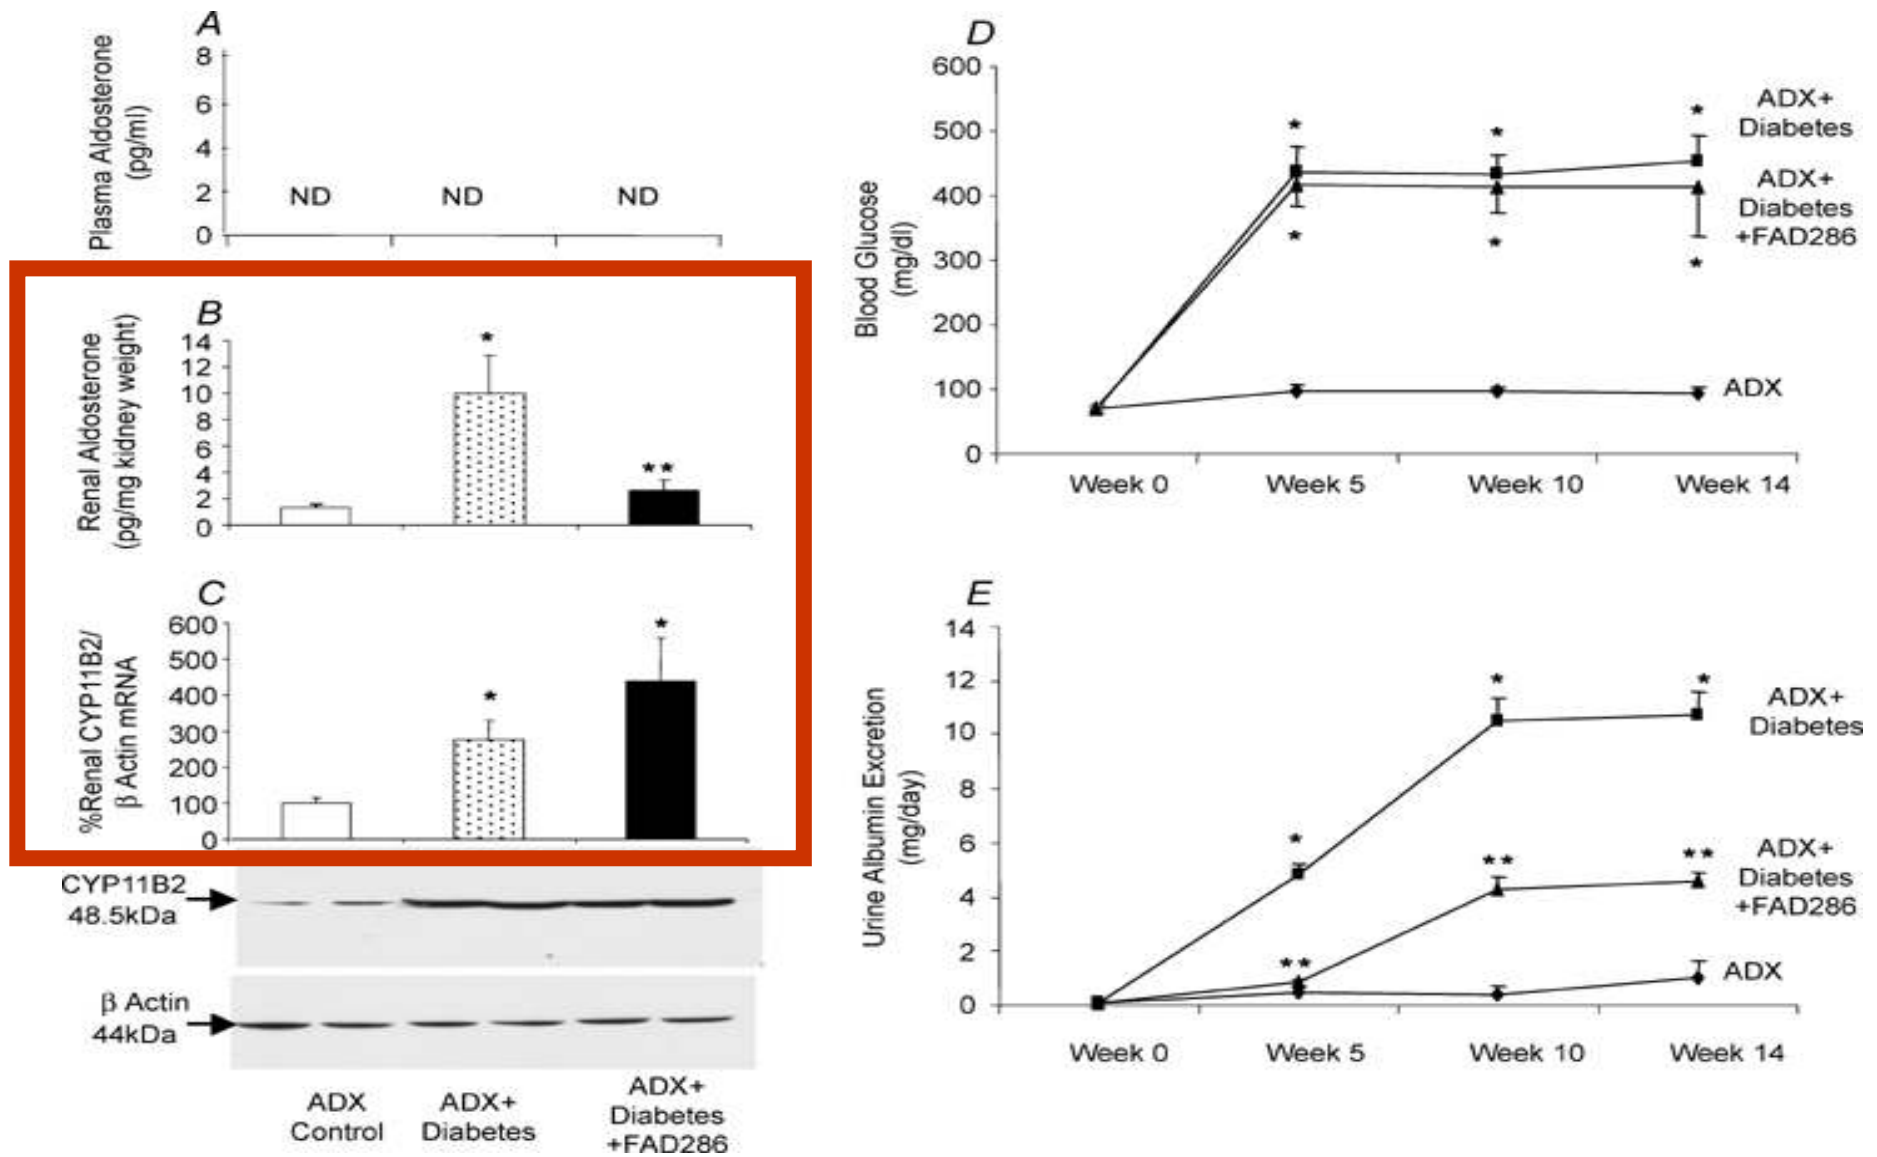 A
Plasma Aldosterone
(pg/ml)
8
6
4
2
0
ND ND ND
B
Renal Aldosterone
(pg/mg kidney weight)
14
12
10
8
6
4
2
0
*
**
C
%Renal CYP11B2/
β Actin mRNA
600
500
400
300
200
100
0
*
*
CYP11B2
48.5kDa
β Actin
44kDa
ADX
Control
ADX+
Diabetes
ADX+
Diabetes
+FAD286
D
Blood Glucose
(mg/dl)
600
500
400
300
200
100
0
* * *
* * *
ADX+
Diabetes
ADX+
Diabetes
+FAD286
ADX
Week 0 Week 5 Week 10 Week 14
E
Urine Albumin Excretion
(mg/day)
14
12
10
8
6
4
2
0
* * *
** ** **
ADX+
Diabetes
ADX+
Diabetes
+FAD286
ADX
Week 0 Week 5 Week 10 Week 14